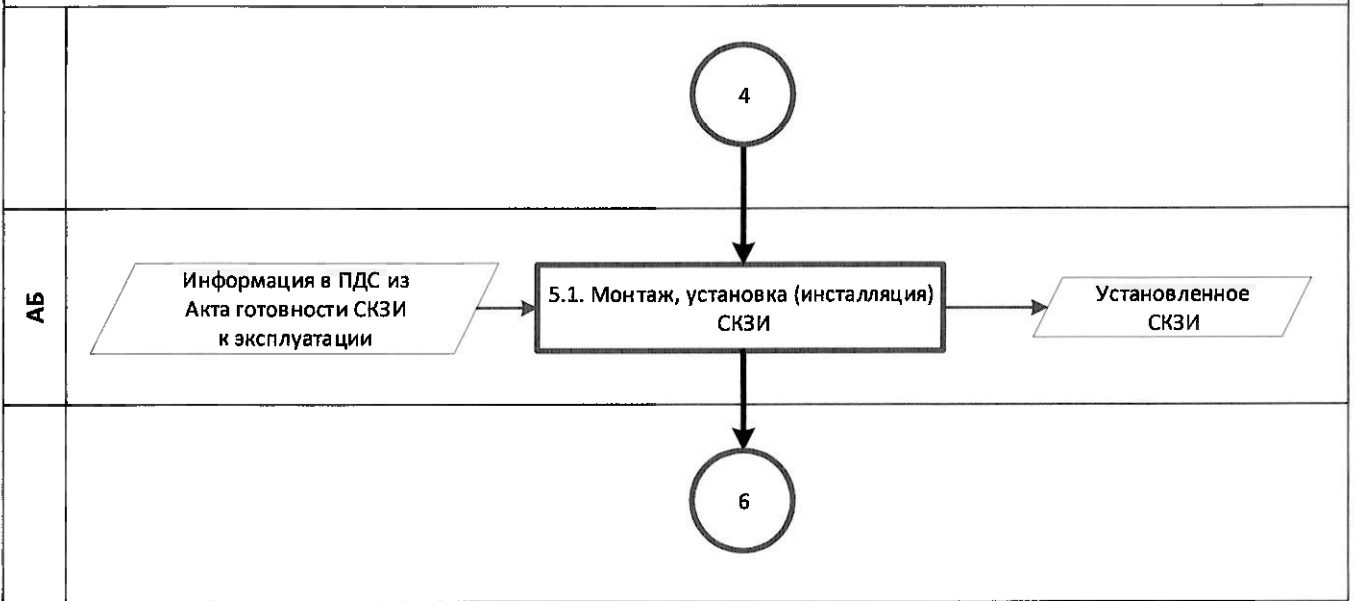 4
АБ
Информация в ПДС из
Акта готовности СКЗИ
к эксплуатации
5.1. Монтаж, установка (инсталляция)
СКЗИ
Установленное
СКЗИ
6